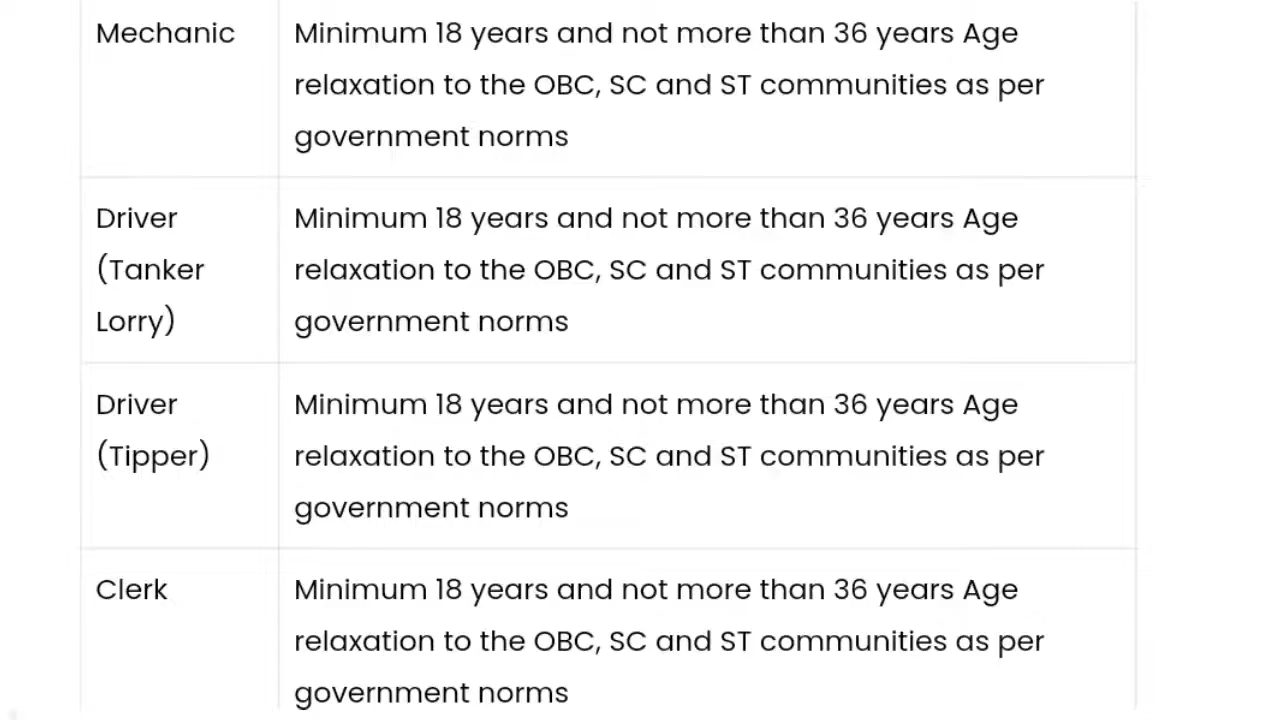 Mechanic
Minimum 18 years and not more than 36 years Age
relaxation to the OBC, SC and ST communities as per
government norms
Driver
(Tanker
Lorry)
Minimum 18 years and not more than 36 years Age
relaxation to the OBC, SC and ST communities as per
government norms
Driver
(Tipper)
Minimum 18 years and not more than 36 years Age
relaxation to the OBC, SC and ST communities as per
government norms
Clerk
Minimum 18 years and not more than 36 years Age
relaxation to the OBC, SC and ST communities as per
government norms